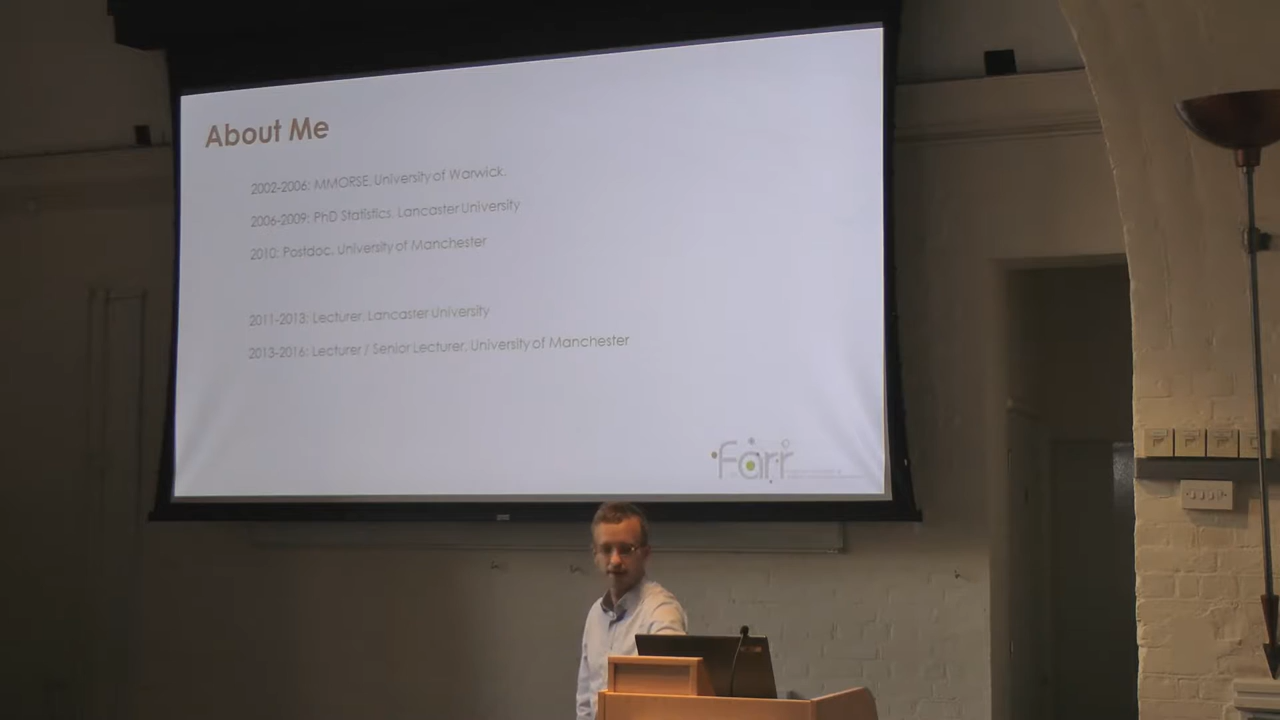 About Me
2002-2006: MMORSE, University of Warwick.
2006-2009: PhD Statistics, Lancaster University
2010: Postdoc, University of Manchester
2011-2013: Lecturer, Lancaster University
2013-2016: Lecturer / Senior Lecturer, University of Manchester
Farr